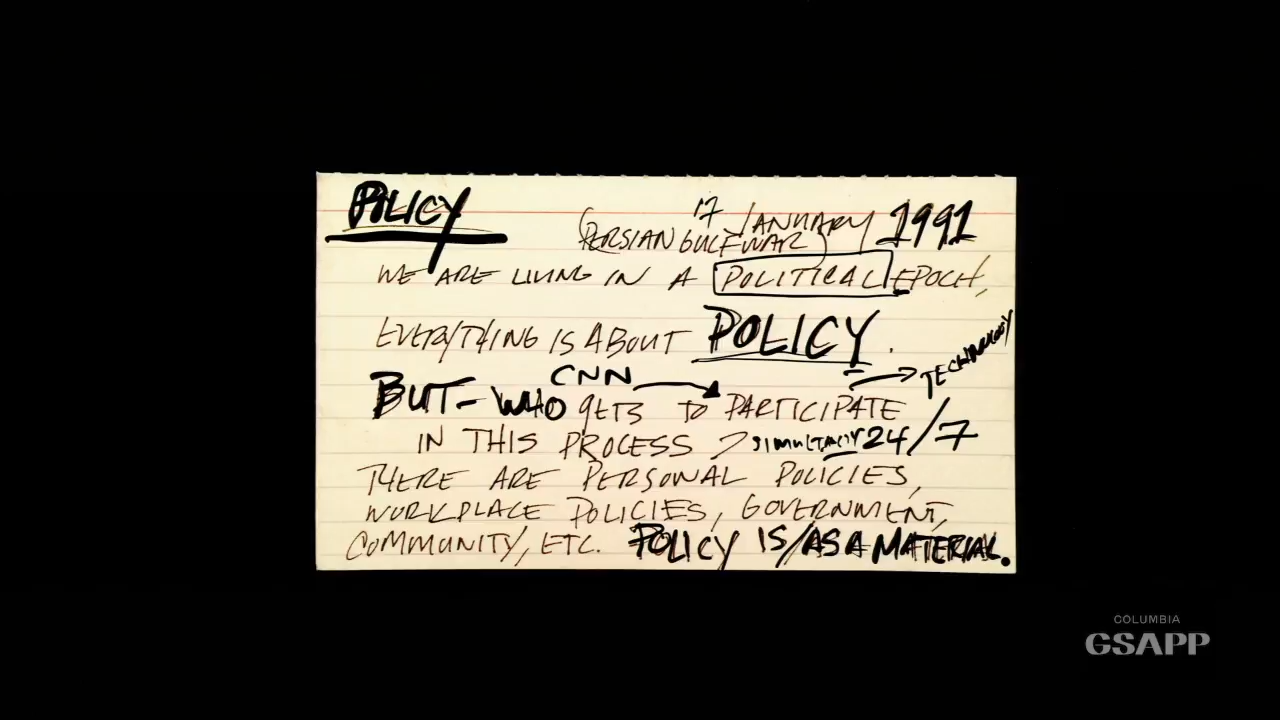 POLICY
17 JANUARY 1991
(PERSIAN GULF WAR)
WE ARE LIVING IN A POLITICAL EPOCH,
EVERYTHING IS ABOUT POLICY.
TECHNOLOGY
CNN
BUT - WHO GETS TO PARTICIPATE
IN THIS PROCESS ? 24/7
THERE ARE PERSONAL POLICIES,
WORKPLACE POLICIES, GOVERNMENT,
COMMUNITY, ETC. POLICY IS/AS A MATERIAL.
COLUMBIA
GSAPP